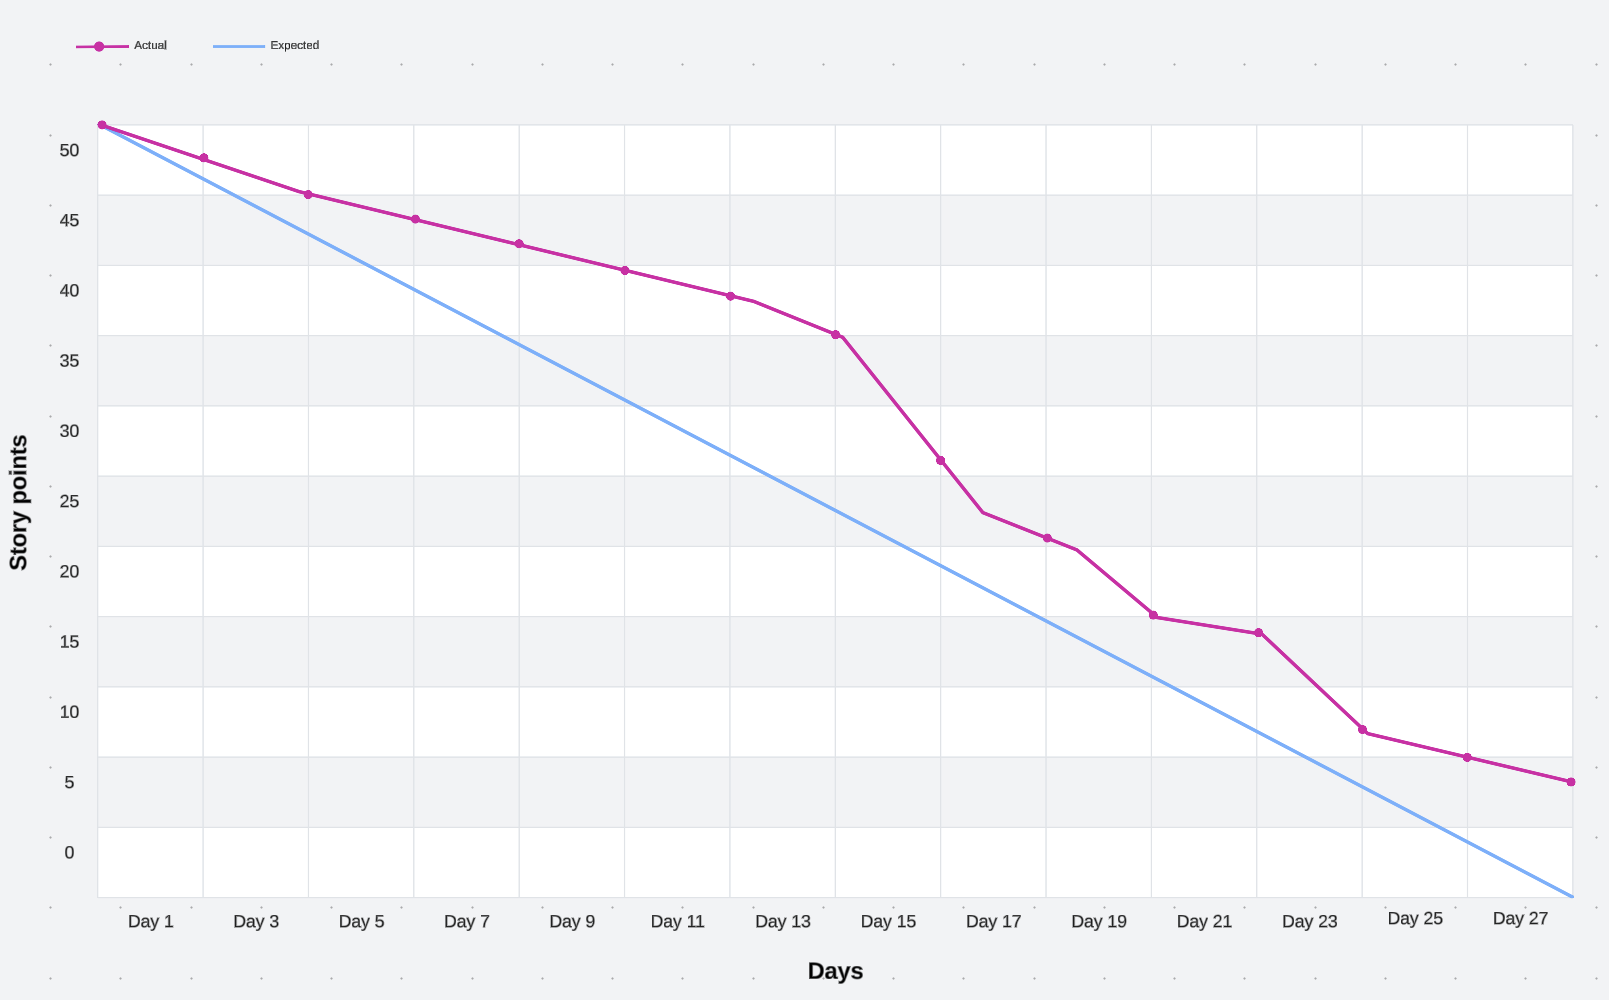 Actual
Expected
50
45
40
35
30
25
20
15
10
5
0
Story points
Day 1
Day 3
Day 5
Day 7
Day 9
Day 11
Day 13
Day 15
Day 17
Day 19
Day 21
Day 23
Day 25
Day 27
Days